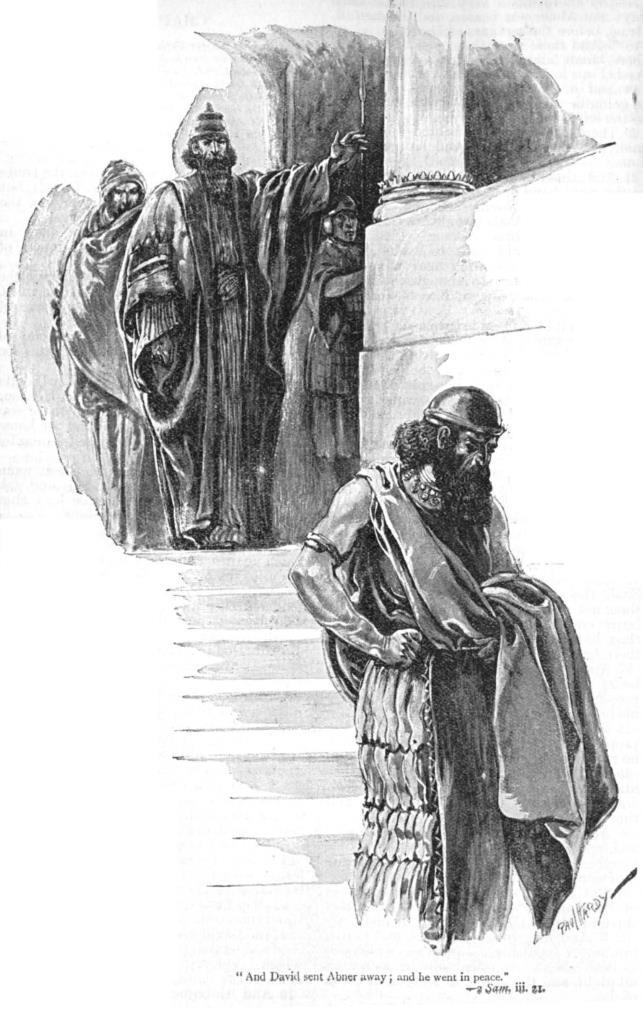 PAUL HARDY
"And David sent Abner away; and he went in peace."
—2 Sam. iii. 21.